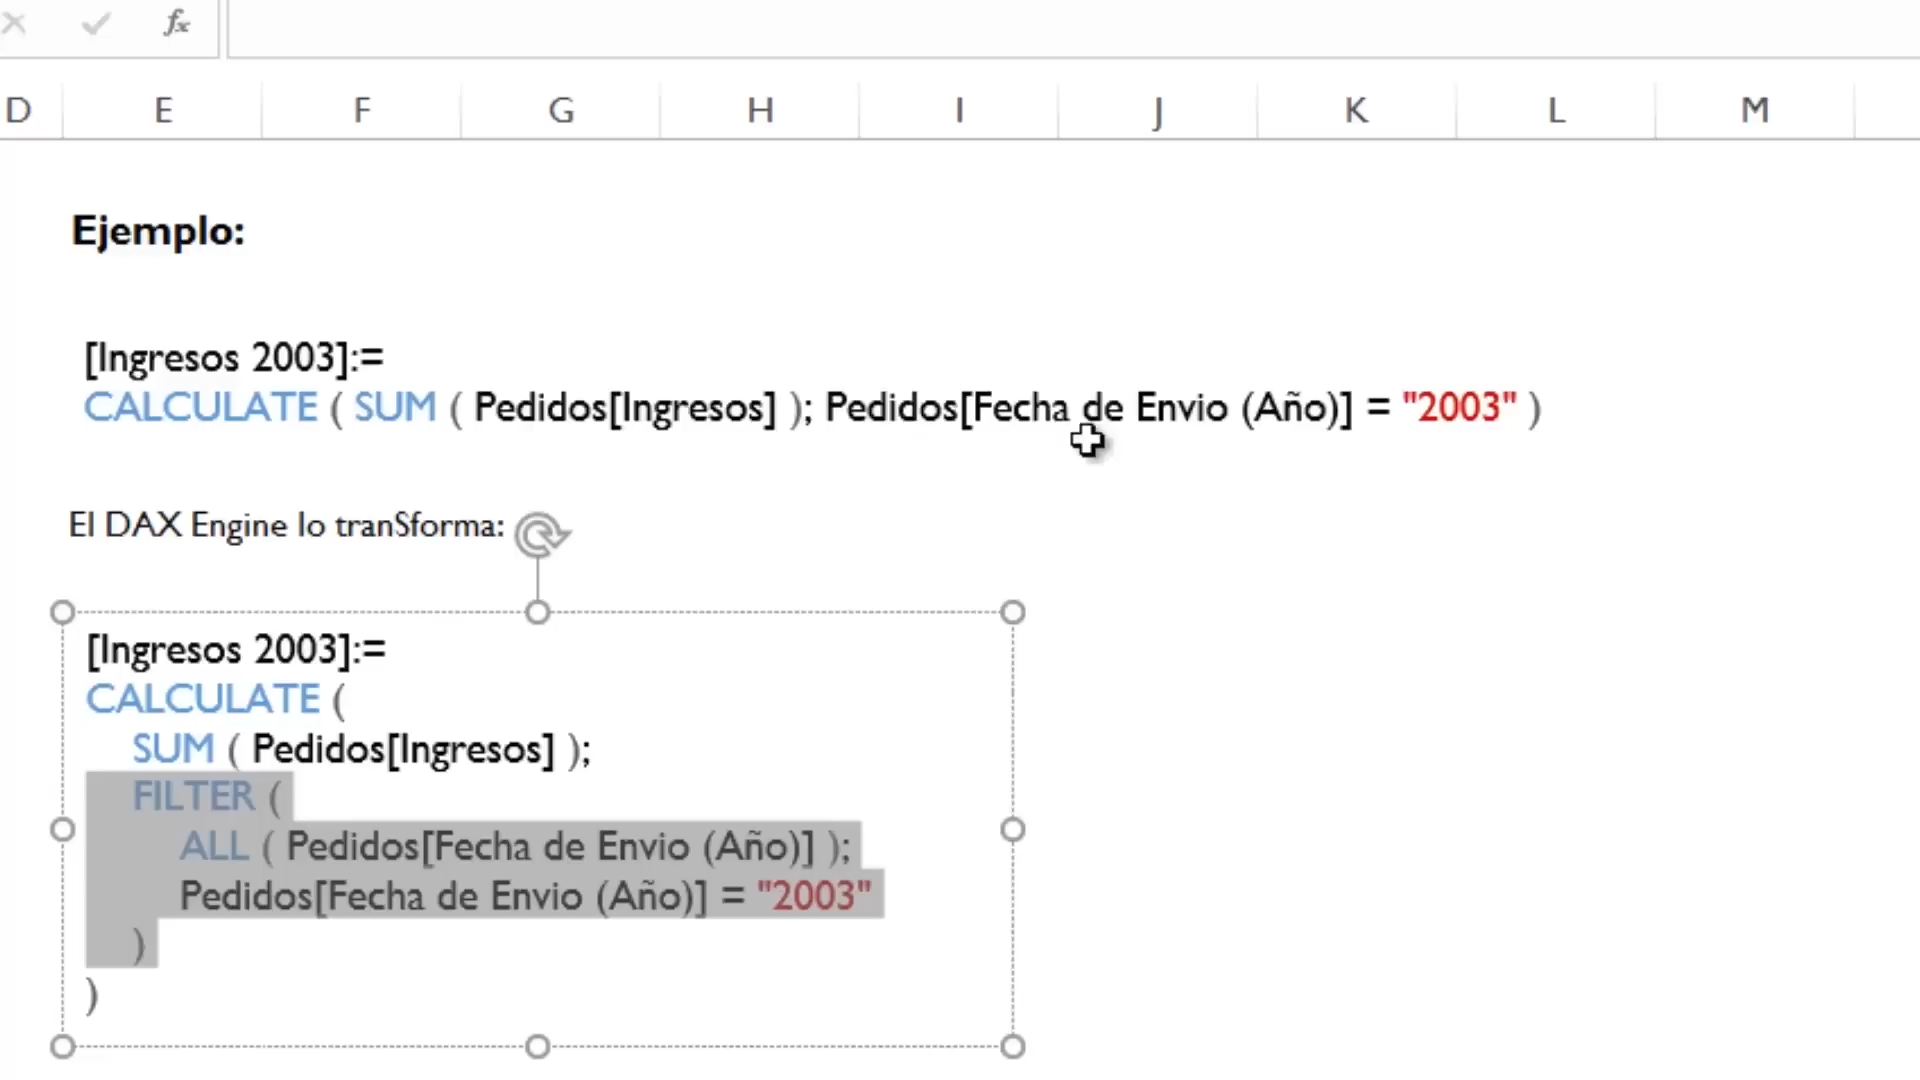 fx
D E F G H I J K L M
Ejemplo:
[Ingresos 2003]:=
CALCULATE ( SUM ( Pedidos[Ingresos] ); Pedidos[Fecha de Envio (Año)] = "2003" )
El DAX Engine lo tranSforma:
[Ingresos 2003]:=
CALCULATE (
SUM ( Pedidos[Ingresos] );
FILTER (
ALL ( Pedidos[Fecha de Envio (Año)] );
Pedidos[Fecha de Envio (Año)] = "2003"
)
)